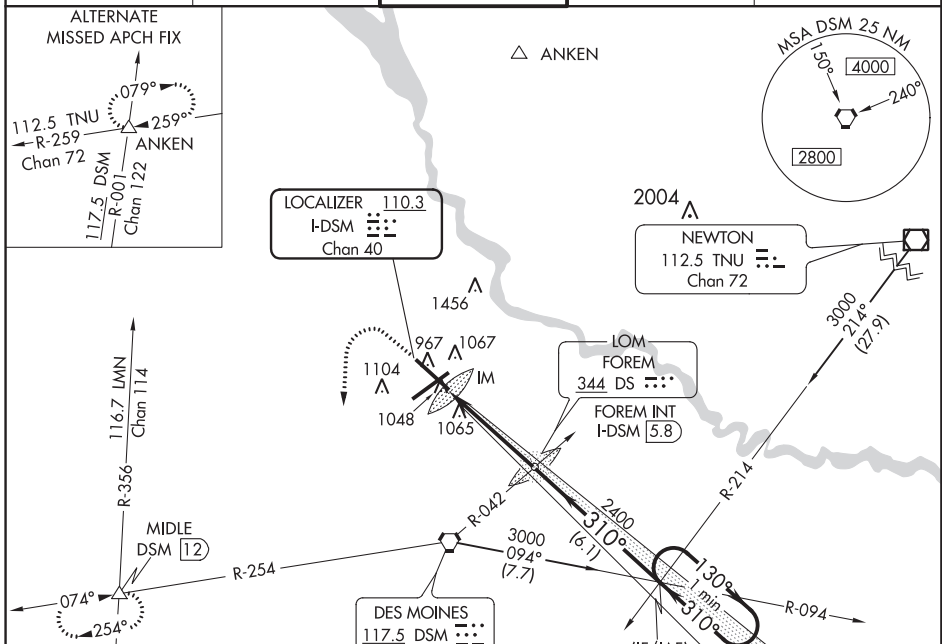 ALTERNATE
MISSED APCH FIX
079°
259°
112.5 TNU
R-259
Chan 72
ANKEN
117.5 DSM
R-001
Chan 122
ANKEN
MSA DSM 25 NM
150°
4000
240°
2800
LOCALIZER 110.3
I-DSM
Chan 40
2004
NEWTON
112.5 TNU
Chan 72
3000
214°
(27.9)
1456
967
1067
1104
IM
1048
1065
LOM
FOREM
344 DS
FOREM INT
I-DSM 5.8
116.7 LMN
Chan 114
R-356
R-214
R-042
2400
310°
(6.1)
MIDLE
DSM 12
3000
094°
(7.7)
R-254
130°
1 min
310°
R-094
074°
254°
DES MOINES
117.5 DSM